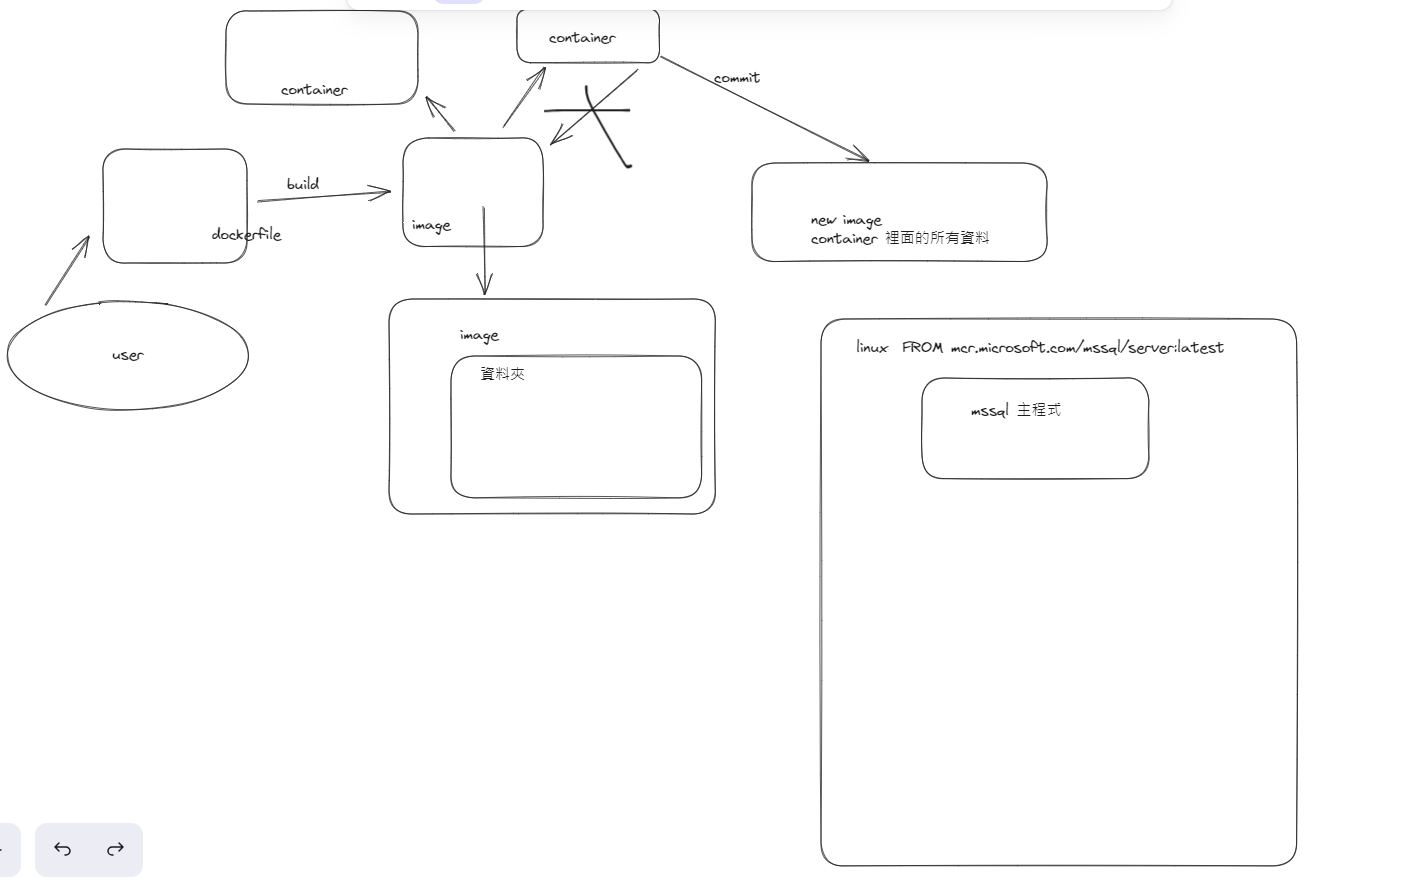 container
container
commit
build
dockerfile
image
new image
container 裡面的所有資料
user
image
資料夾
linux FROM mcr.microsoft.com/mssql/server:latest
mssql 主程式